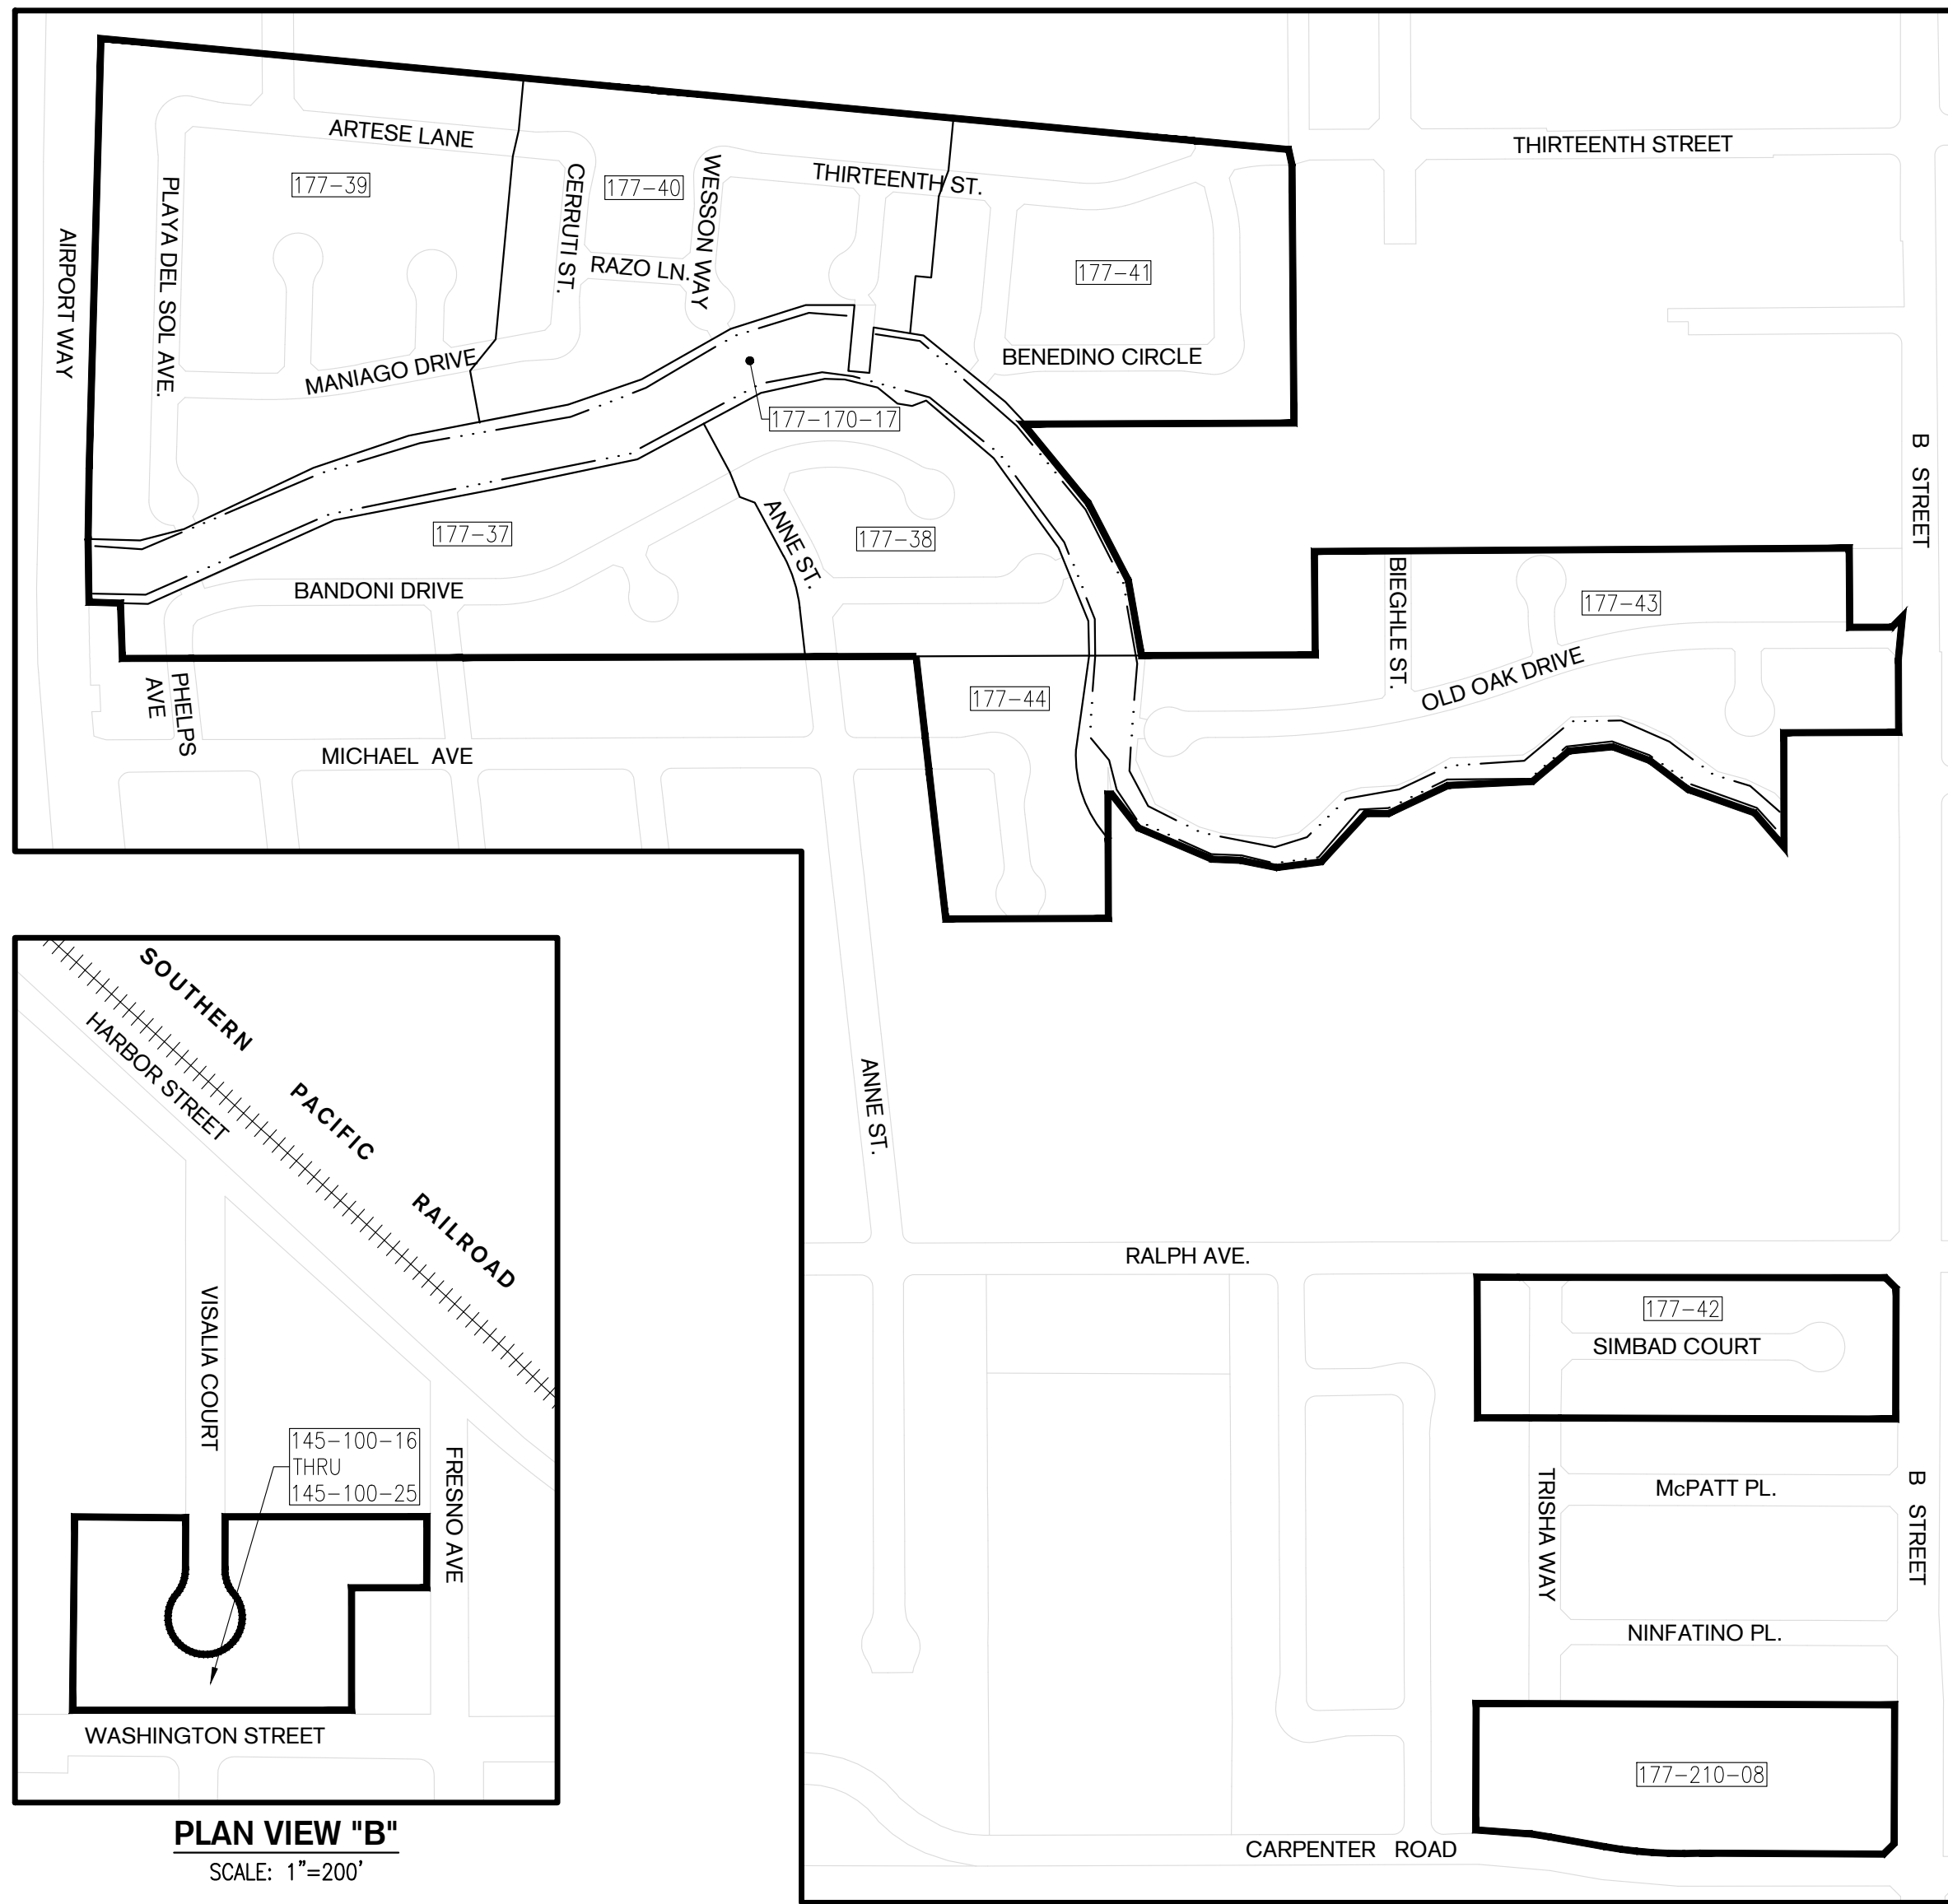 ARTESE LANE
177-39
PLAYA DEL SOL AVE.
AIRPORT WAY
CERRUTI ST.
177-40
WESSON WAY
RAZO LN.
THIRTEENTH ST.
THIRTEENTH STREET
177-41
BENEDINO CIRCLE
MANIAGO DRIVE
177-170-17
B STREET
177-37
ANNE ST.
177-38
BANDONI DRIVE
BIEGHLE ST.
177-43
OLD OAK DRIVE
177-44
PHELPS
AVE
MICHAEL AVE
ANNE ST.
RALPH AVE.
177-42
SIMBAD COURT
McPATT PL.
TRISHA WAY
B STREET
NINFATINO PL.
177-210-08
CARPENTER ROAD
SOUTHERN PACIFIC RAILROAD
HARBOR STREET
VISALIA COURT
145-100-16
THRU
145-100-25
FRESNO AVE
WASHINGTON STREET
PLAN VIEW "B"
SCALE: 1"=200'